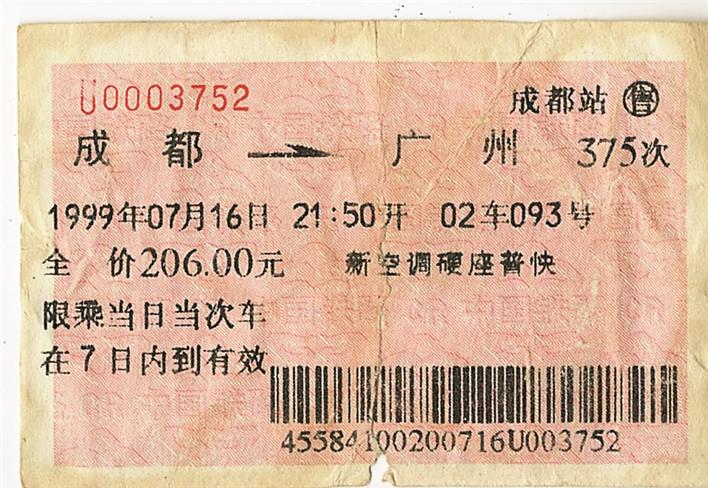 U0003752
成都站 ㊞售
成都 → 广州 375次
1999年07月16日 21:50开 02车093号
全 价206.00元 新空调硬座普快
限乘当日当次车
在7日内到有效
45584100200716U003752